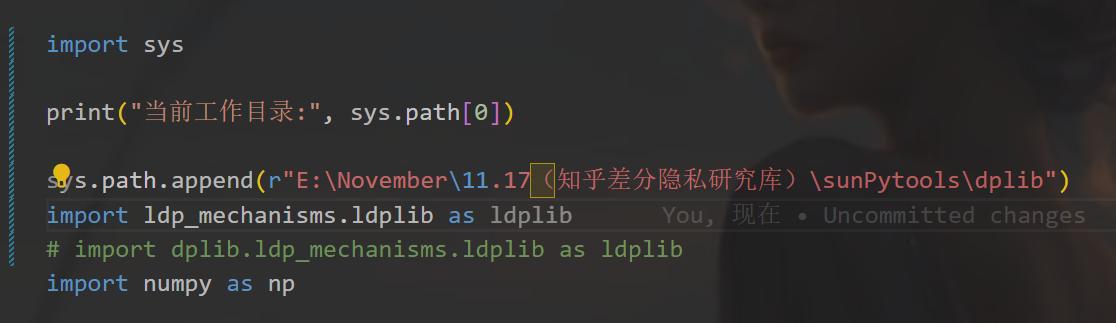 import sys
print("当前工作目录:", sys.path[0])
sys.path.append(r"E:\November\11.17（知乎差分隐私研究库）\sunPytools\dplib")
import ldp_mechanisms.ldplib as ldplib You, 现在 • Uncommitted changes
# import dplib.ldp_mechanisms.ldplib as ldplib
import numpy as np